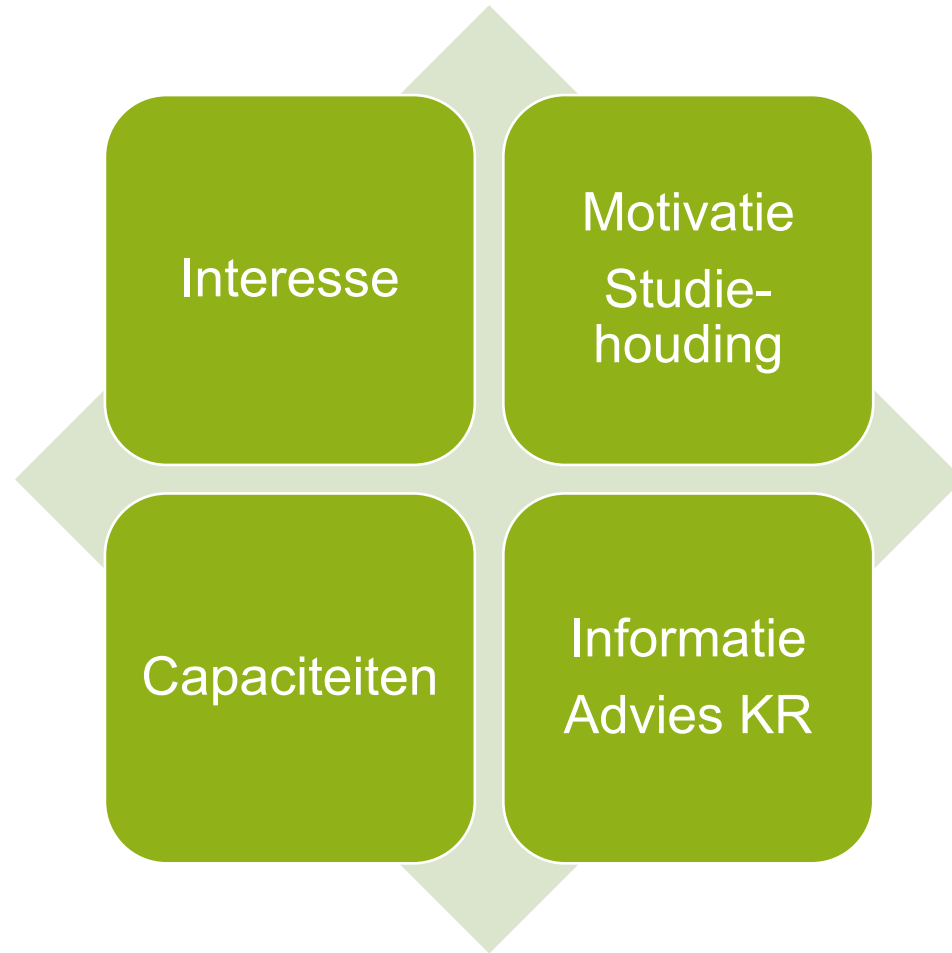 Interesse
Motivatie
Studie-
houding
Capaciteiten
Informatie
Advies KR